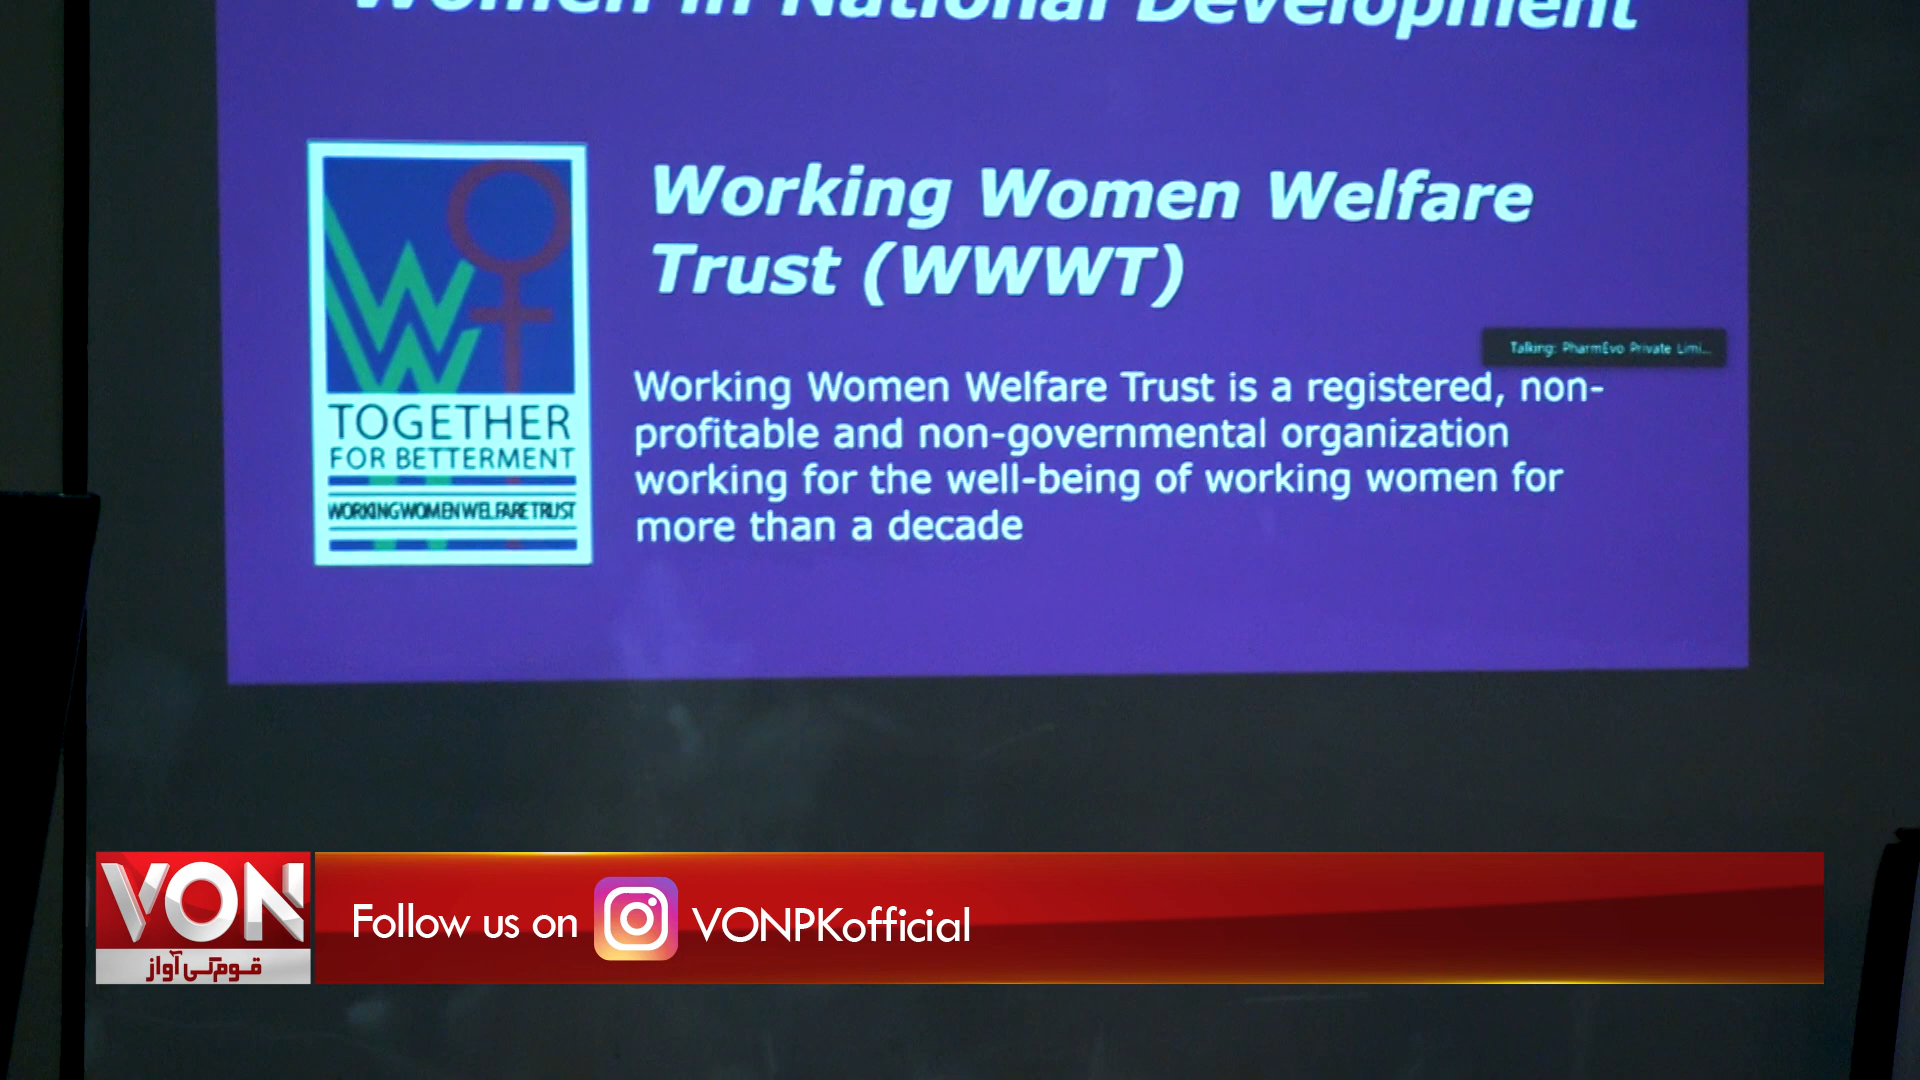 Women in National Development
Working Women Welfare
Trust (WWWT)
Talking: PharmEvo Private Limi...
Working Women Welfare Trust is a registered, non-
profitable and non-governmental organization
working for the well-being of working women for
more than a decade
TOGETHER
FOR BETTERMENT
WORKING WOMEN WELFARE TRUST
VON
قوم کی آواز
Follow us on VONPKofficial